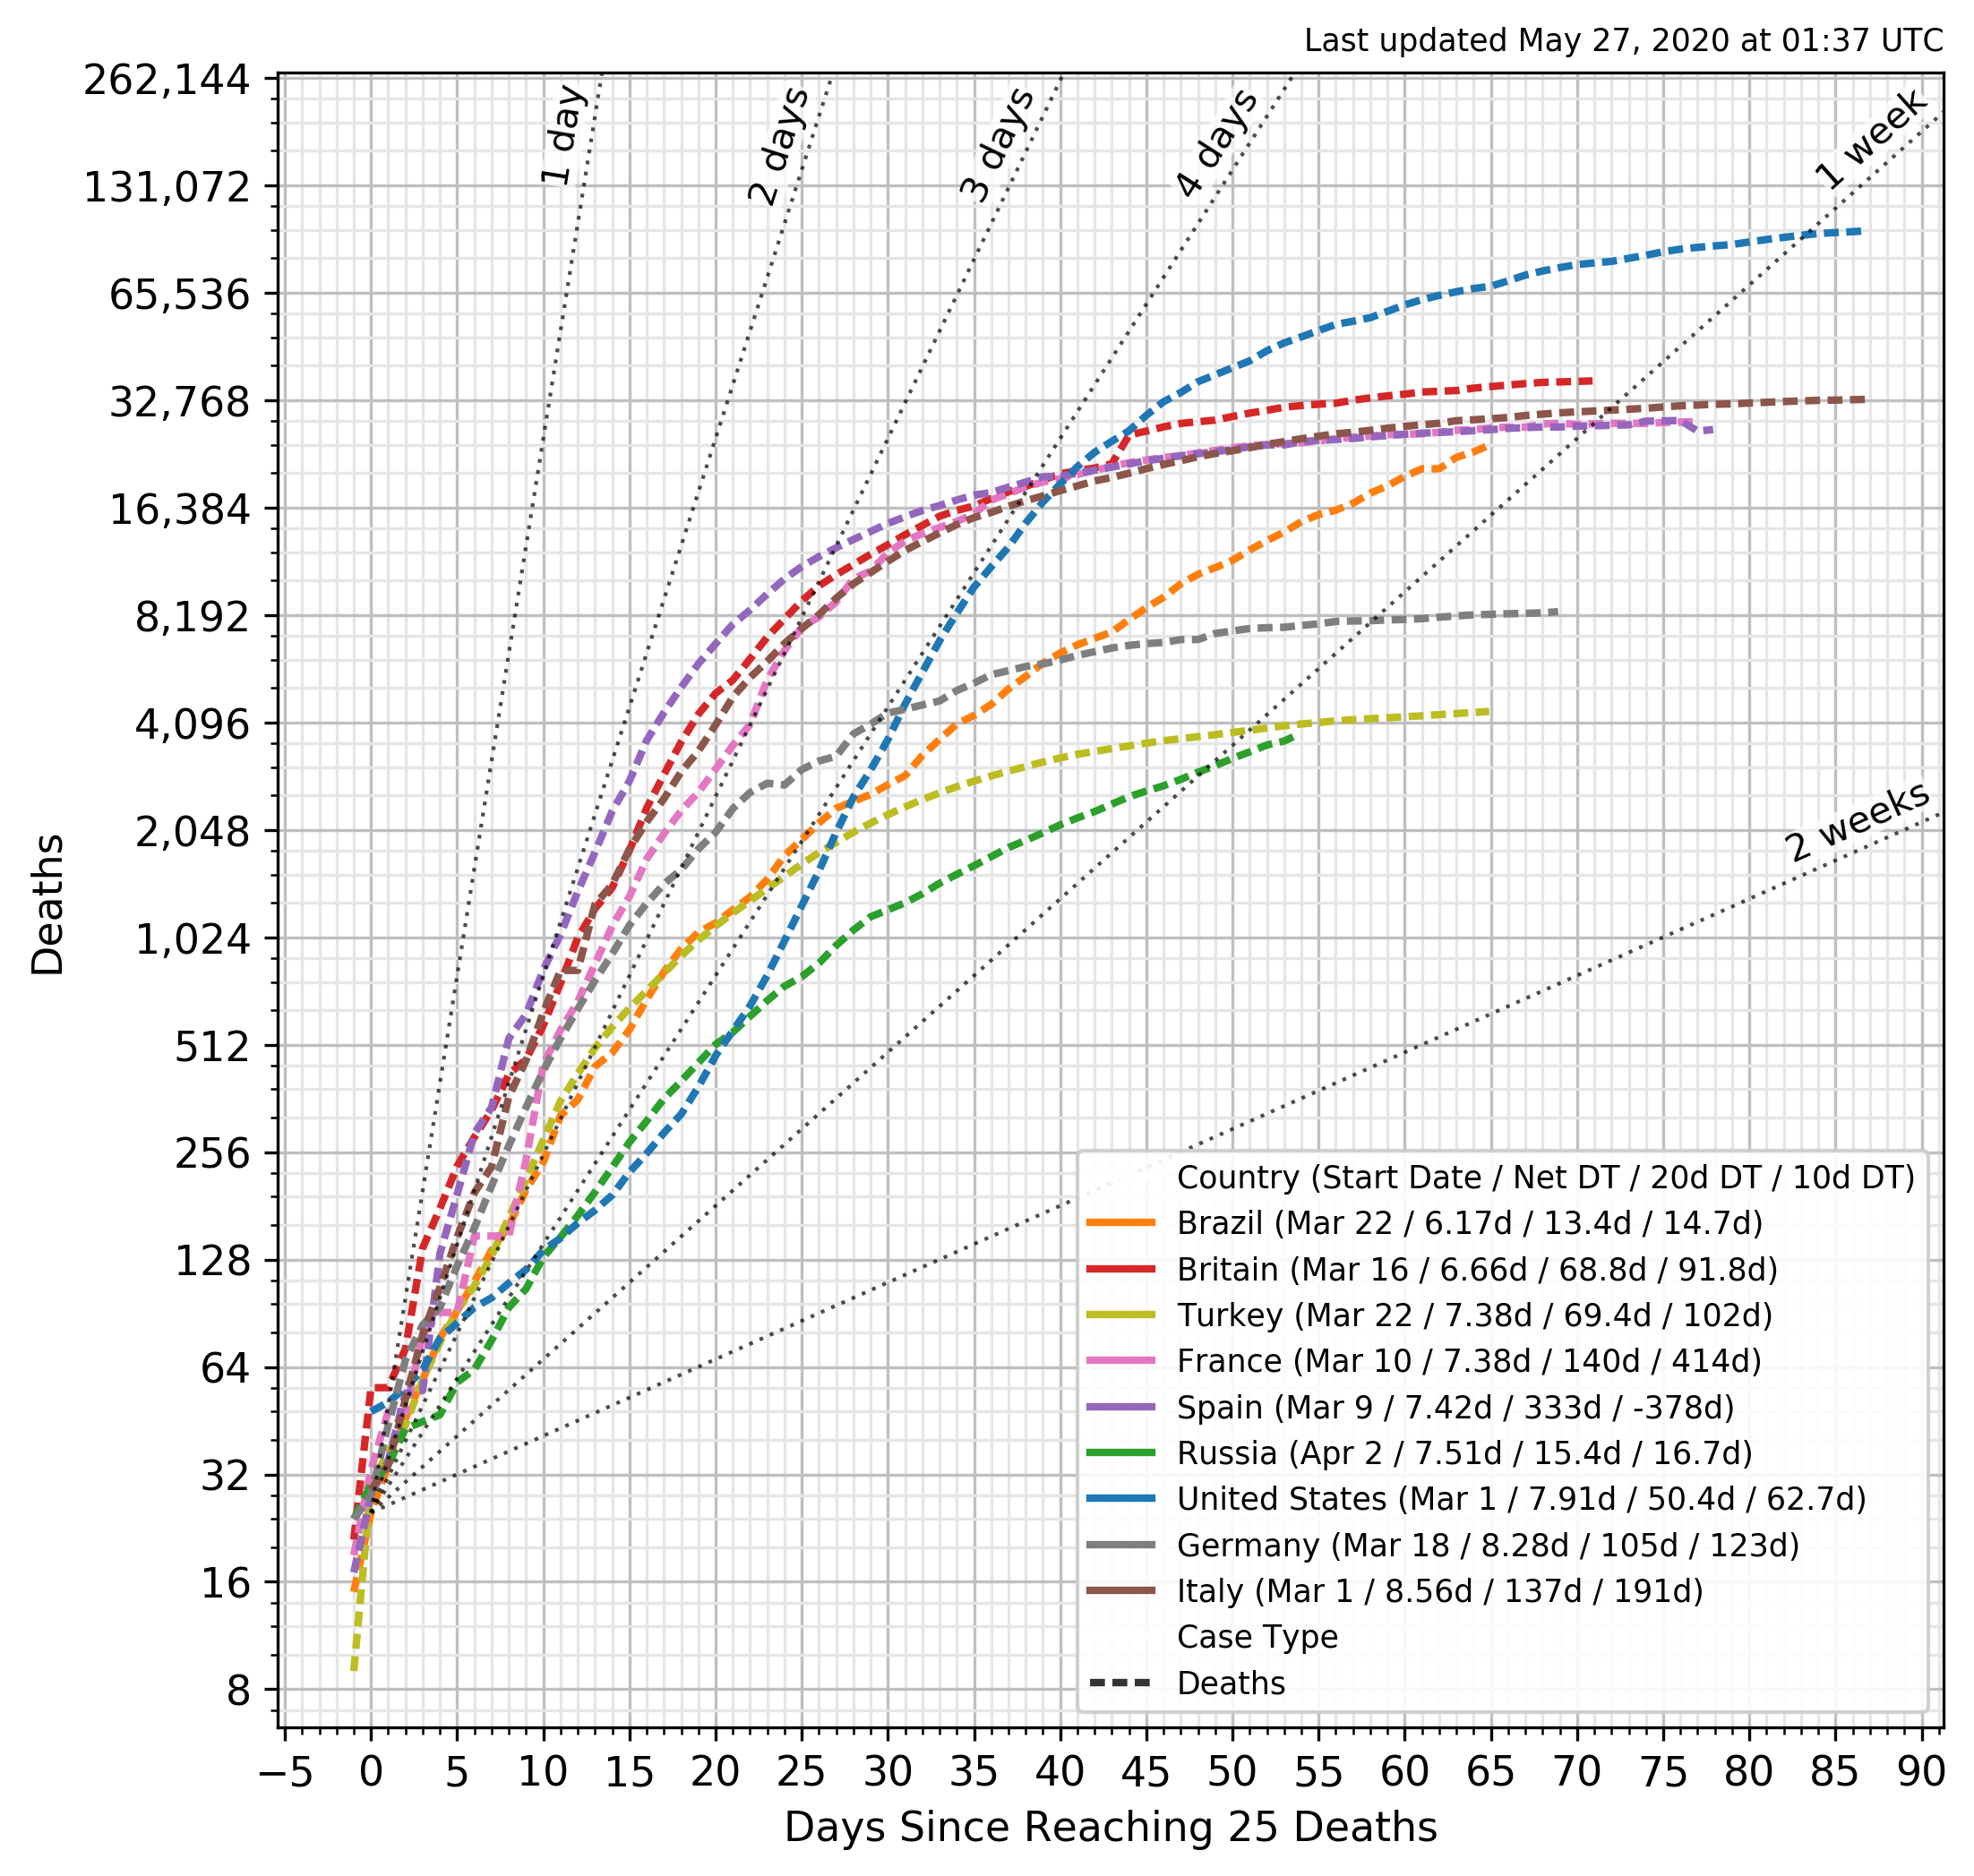 Last updated May 27, 2020 at 01:37 UTC
262,144
131,072
65,536
32,768
16,384
8,192
4,096
2,048
1,024
512
256
128
64
32
16
8
Deaths
1 day
2 days
3 days
4 days
1 week
2 weeks
Country (Start Date / Net DT / 20d DT / 10d DT)
Brazil (Mar 22 / 6.17d / 13.4d / 14.7d)
Britain (Mar 16 / 6.66d / 68.8d / 91.8d)
Turkey (Mar 22 / 7.38d / 69.4d / 102d)
France (Mar 10 / 7.38d / 140d / 414d)
Spain (Mar 9 / 7.42d / 333d / -378d)
Russia (Apr 2 / 7.51d / 15.4d / 16.7d)
United States (Mar 1 / 7.91d / 50.4d / 62.7d)
Germany (Mar 18 / 8.28d / 105d / 123d)
Italy (Mar 1 / 8.56d / 137d / 191d)
Case Type
Deaths
−5 0 5 10 15 20 25 30 35 40 45 50 55 60 65 70 75 80 85 90
Days Since Reaching 25 Deaths